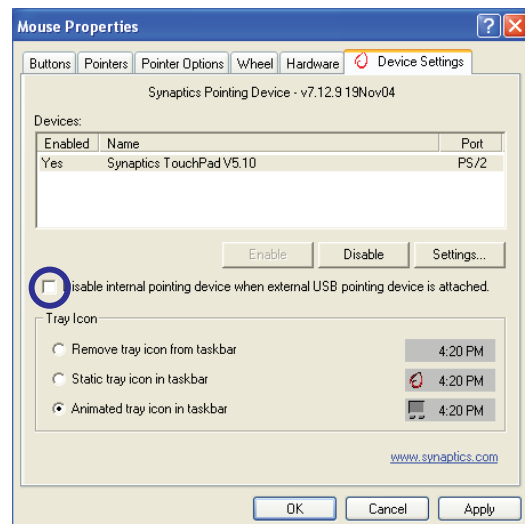 Mouse Properties
Buttons Pointers Pointer Options Wheel Hardware Device Settings
Synaptics Pointing Device - v7.12.9 19Nov04
Devices:
Enabled Name Port
Yes Synaptics TouchPad V5.10 PS/2
Enable Disable Settings...
Disable internal pointing device when external USB pointing device is attached.
Tray Icon
Remove tray icon from taskbar 4:20 PM
Static tray icon in taskbar 4:20 PM
Animated tray icon in taskbar 4:20 PM
www.synaptics.com
OK Cancel Apply